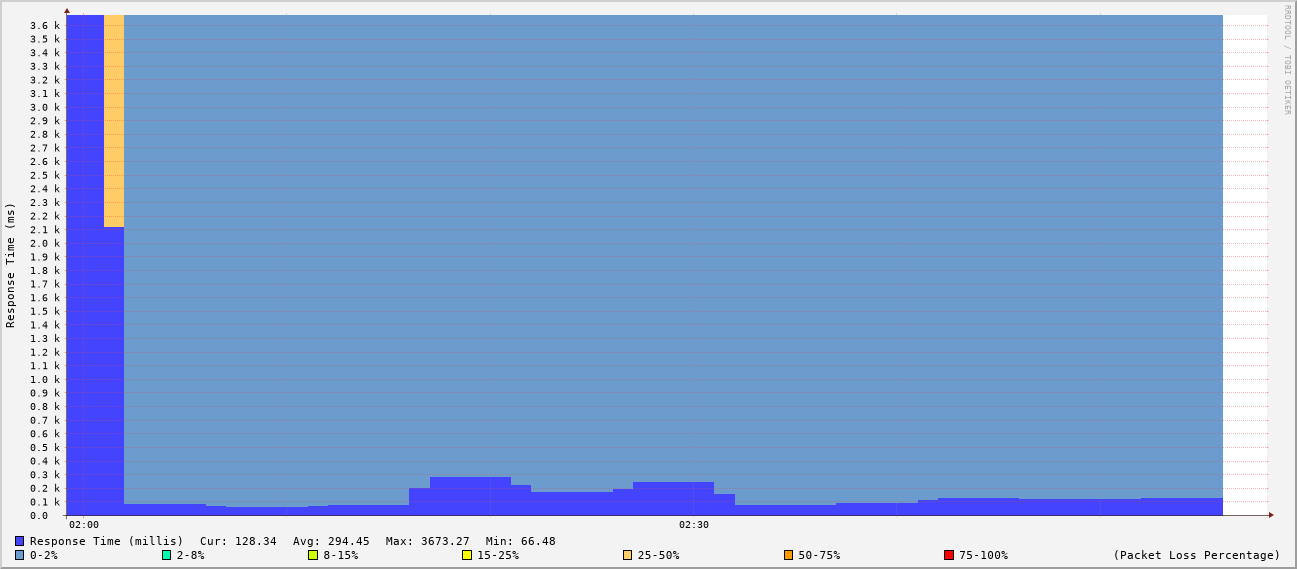 RRDTOOL / TOBI OETIKER
Response Time (ms)
3.6 k
3.5 k
3.4 k
3.3 k
3.2 k
3.1 k
3.0 k
2.9 k
2.8 k
2.7 k
2.6 k
2.5 k
2.4 k
2.3 k
2.2 k
2.1 k
2.0 k
1.9 k
1.8 k
1.7 k
1.6 k
1.5 k
1.4 k
1.3 k
1.2 k
1.1 k
1.0 k
0.9 k
0.8 k
0.7 k
0.6 k
0.5 k
0.4 k
0.3 k
0.2 k
0.1 k
0.0
02:00 02:30
Response Time (millis) Cur: 128.34 Avg: 294.45 Max: 3673.27 Min: 66.48
0-2% 2-8% 8-15% 15-25% 25-50% 50-75% 75-100% (Packet Loss Percentage)